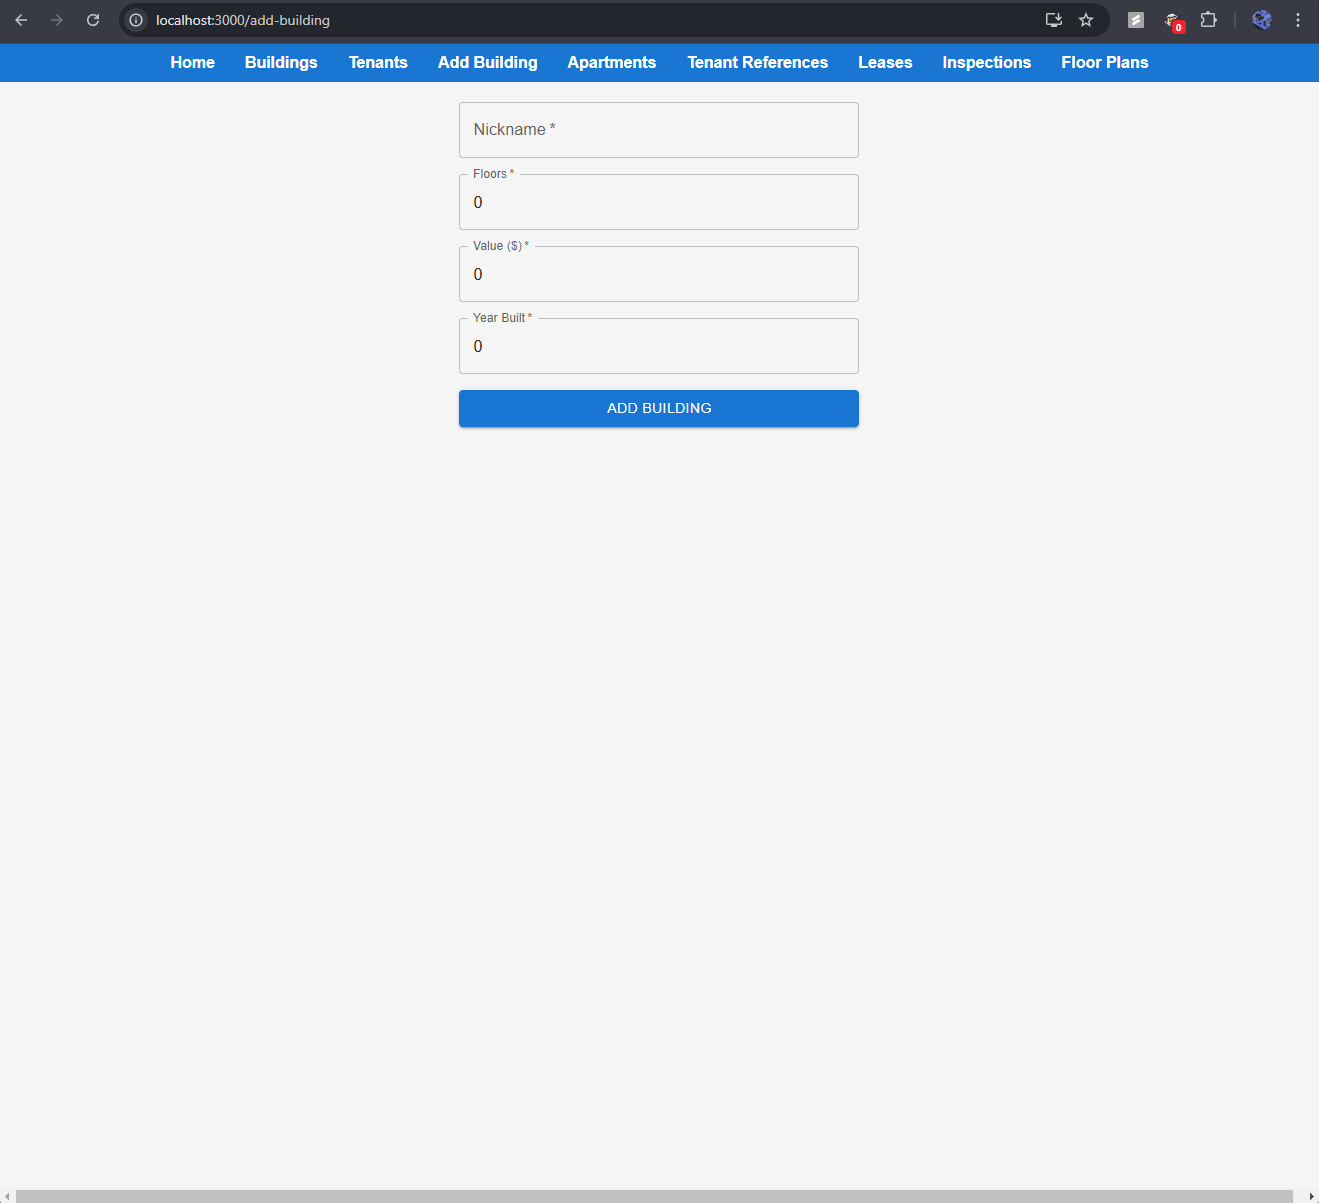 localhost:3000/add-building
0
Home Buildings Tenants Add Building Apartments Tenant References Leases Inspections Floor Plans
Nickname *
Floors *
0
Value ($) *
0
Year Built *
0
ADD BUILDING